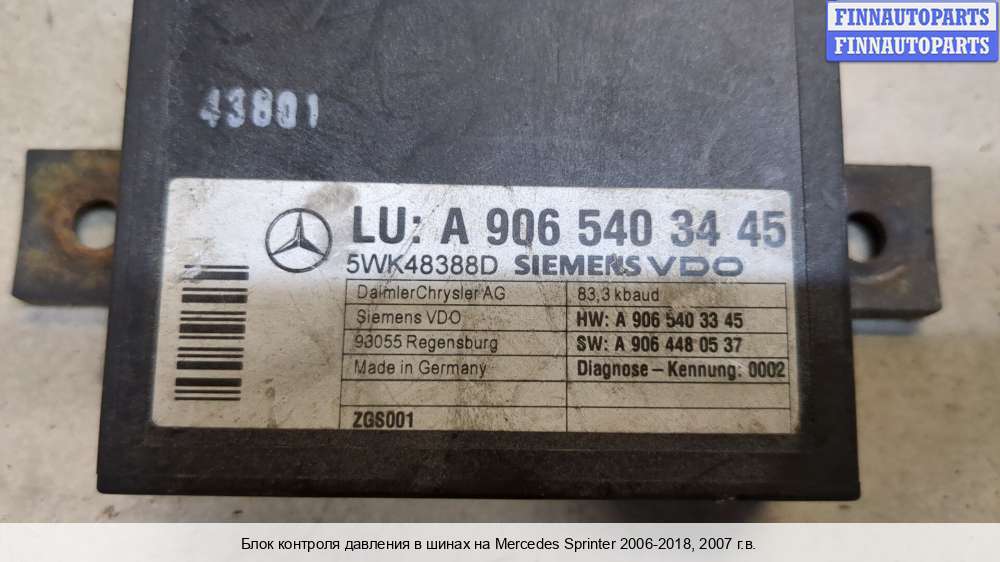 FINNAUTOPARTS
FINNAUTOPARTS
43801
LU: A 906 540 34 45
5WK48388D SIEMENS VDO
DaimlerChrysler AG 83,3 kbaud
Siemens VDO HW: A 906 540 33 45
93055 Regensburg SW: A 906 448 05 37
Made in Germany Diagnose – Kennung: 0002
ZGS001
Блок контроля давления в шинах на Mercedes Sprinter 2006-2018, 2007 г.в.